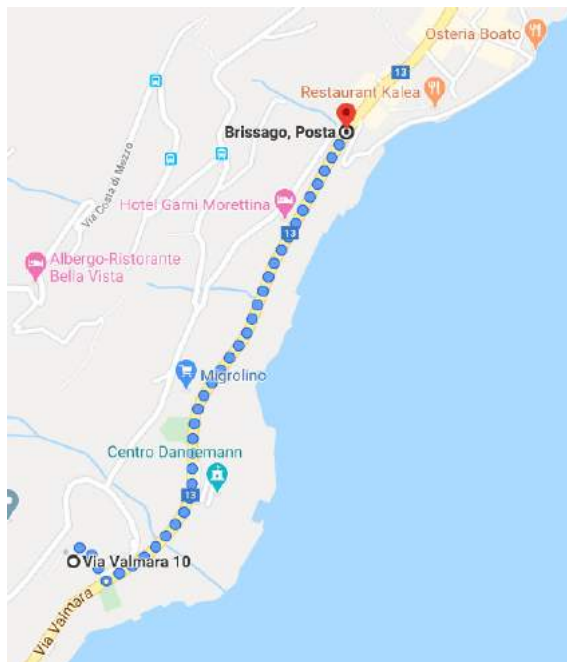 Osteria Boato
13
Restaurant Kalea
Brissago, Posta
Via Costa di Mezzo
Hotel Garni Morettina
13
Albergo-Ristorante
Bella Vista
Migrolino
Centro Dannemann
13
Via Valmara 10
Via Valmara